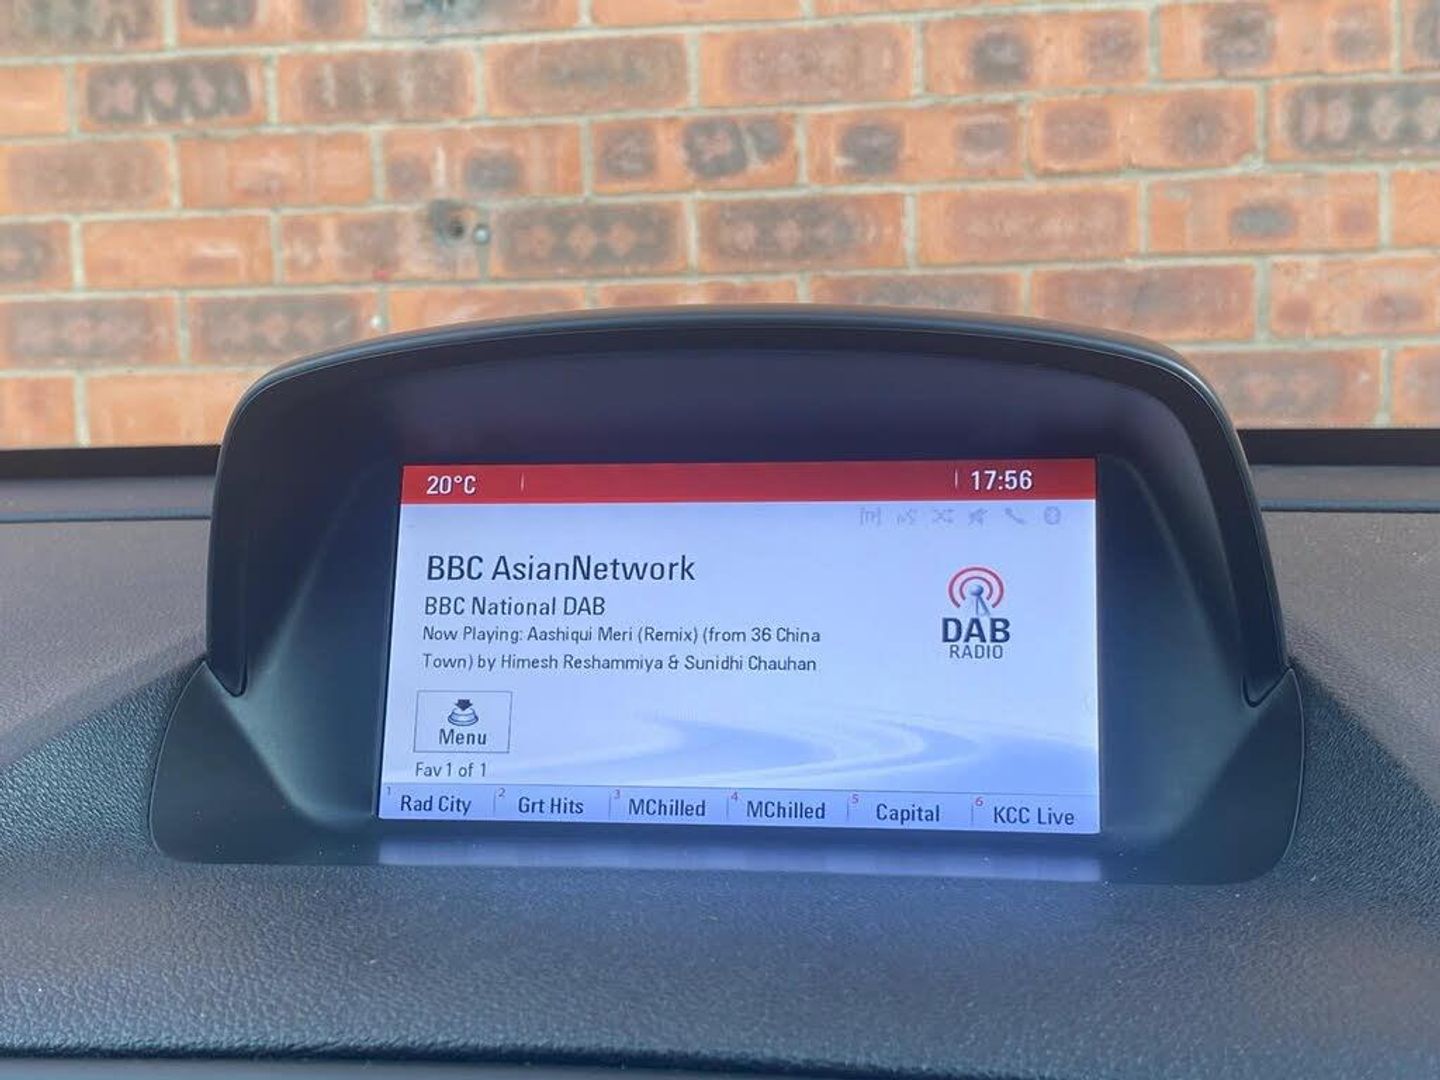 20°C
17:56
BBC AsianNetwork
BBC National DAB
Now Playing: Aashiqui Meri (Remix) (from 36 China
Town) by Himesh Reshammiya & Sunidhi Chauhan
DAB
RADIO
Menu
Fav 1 of 1
1 Rad City 2 Grt Hits 3 MChilled 4 MChilled 5 Capital 6 KCC Live